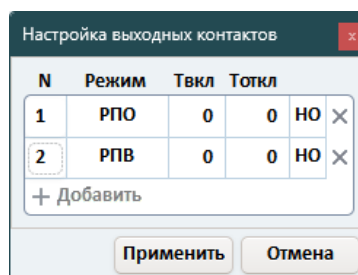 Настройка выходных контактов x
N Режим Твкл Тоткл
1 РПО 0 0 НО ×
2 РПВ 0 0 НО ×
+ Добавить
Применить Отмена